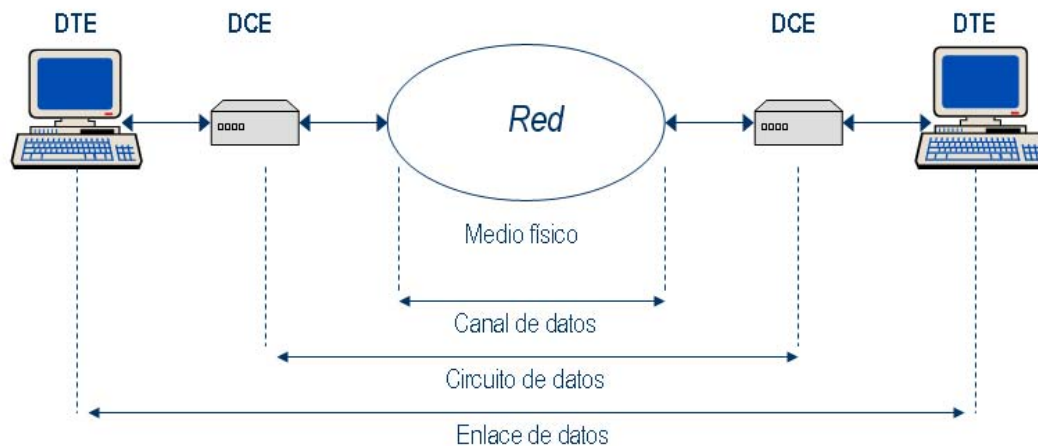 DTE DCE DCE DTE
Red
Medio físico
Canal de datos
Circuito de datos
Enlace de datos